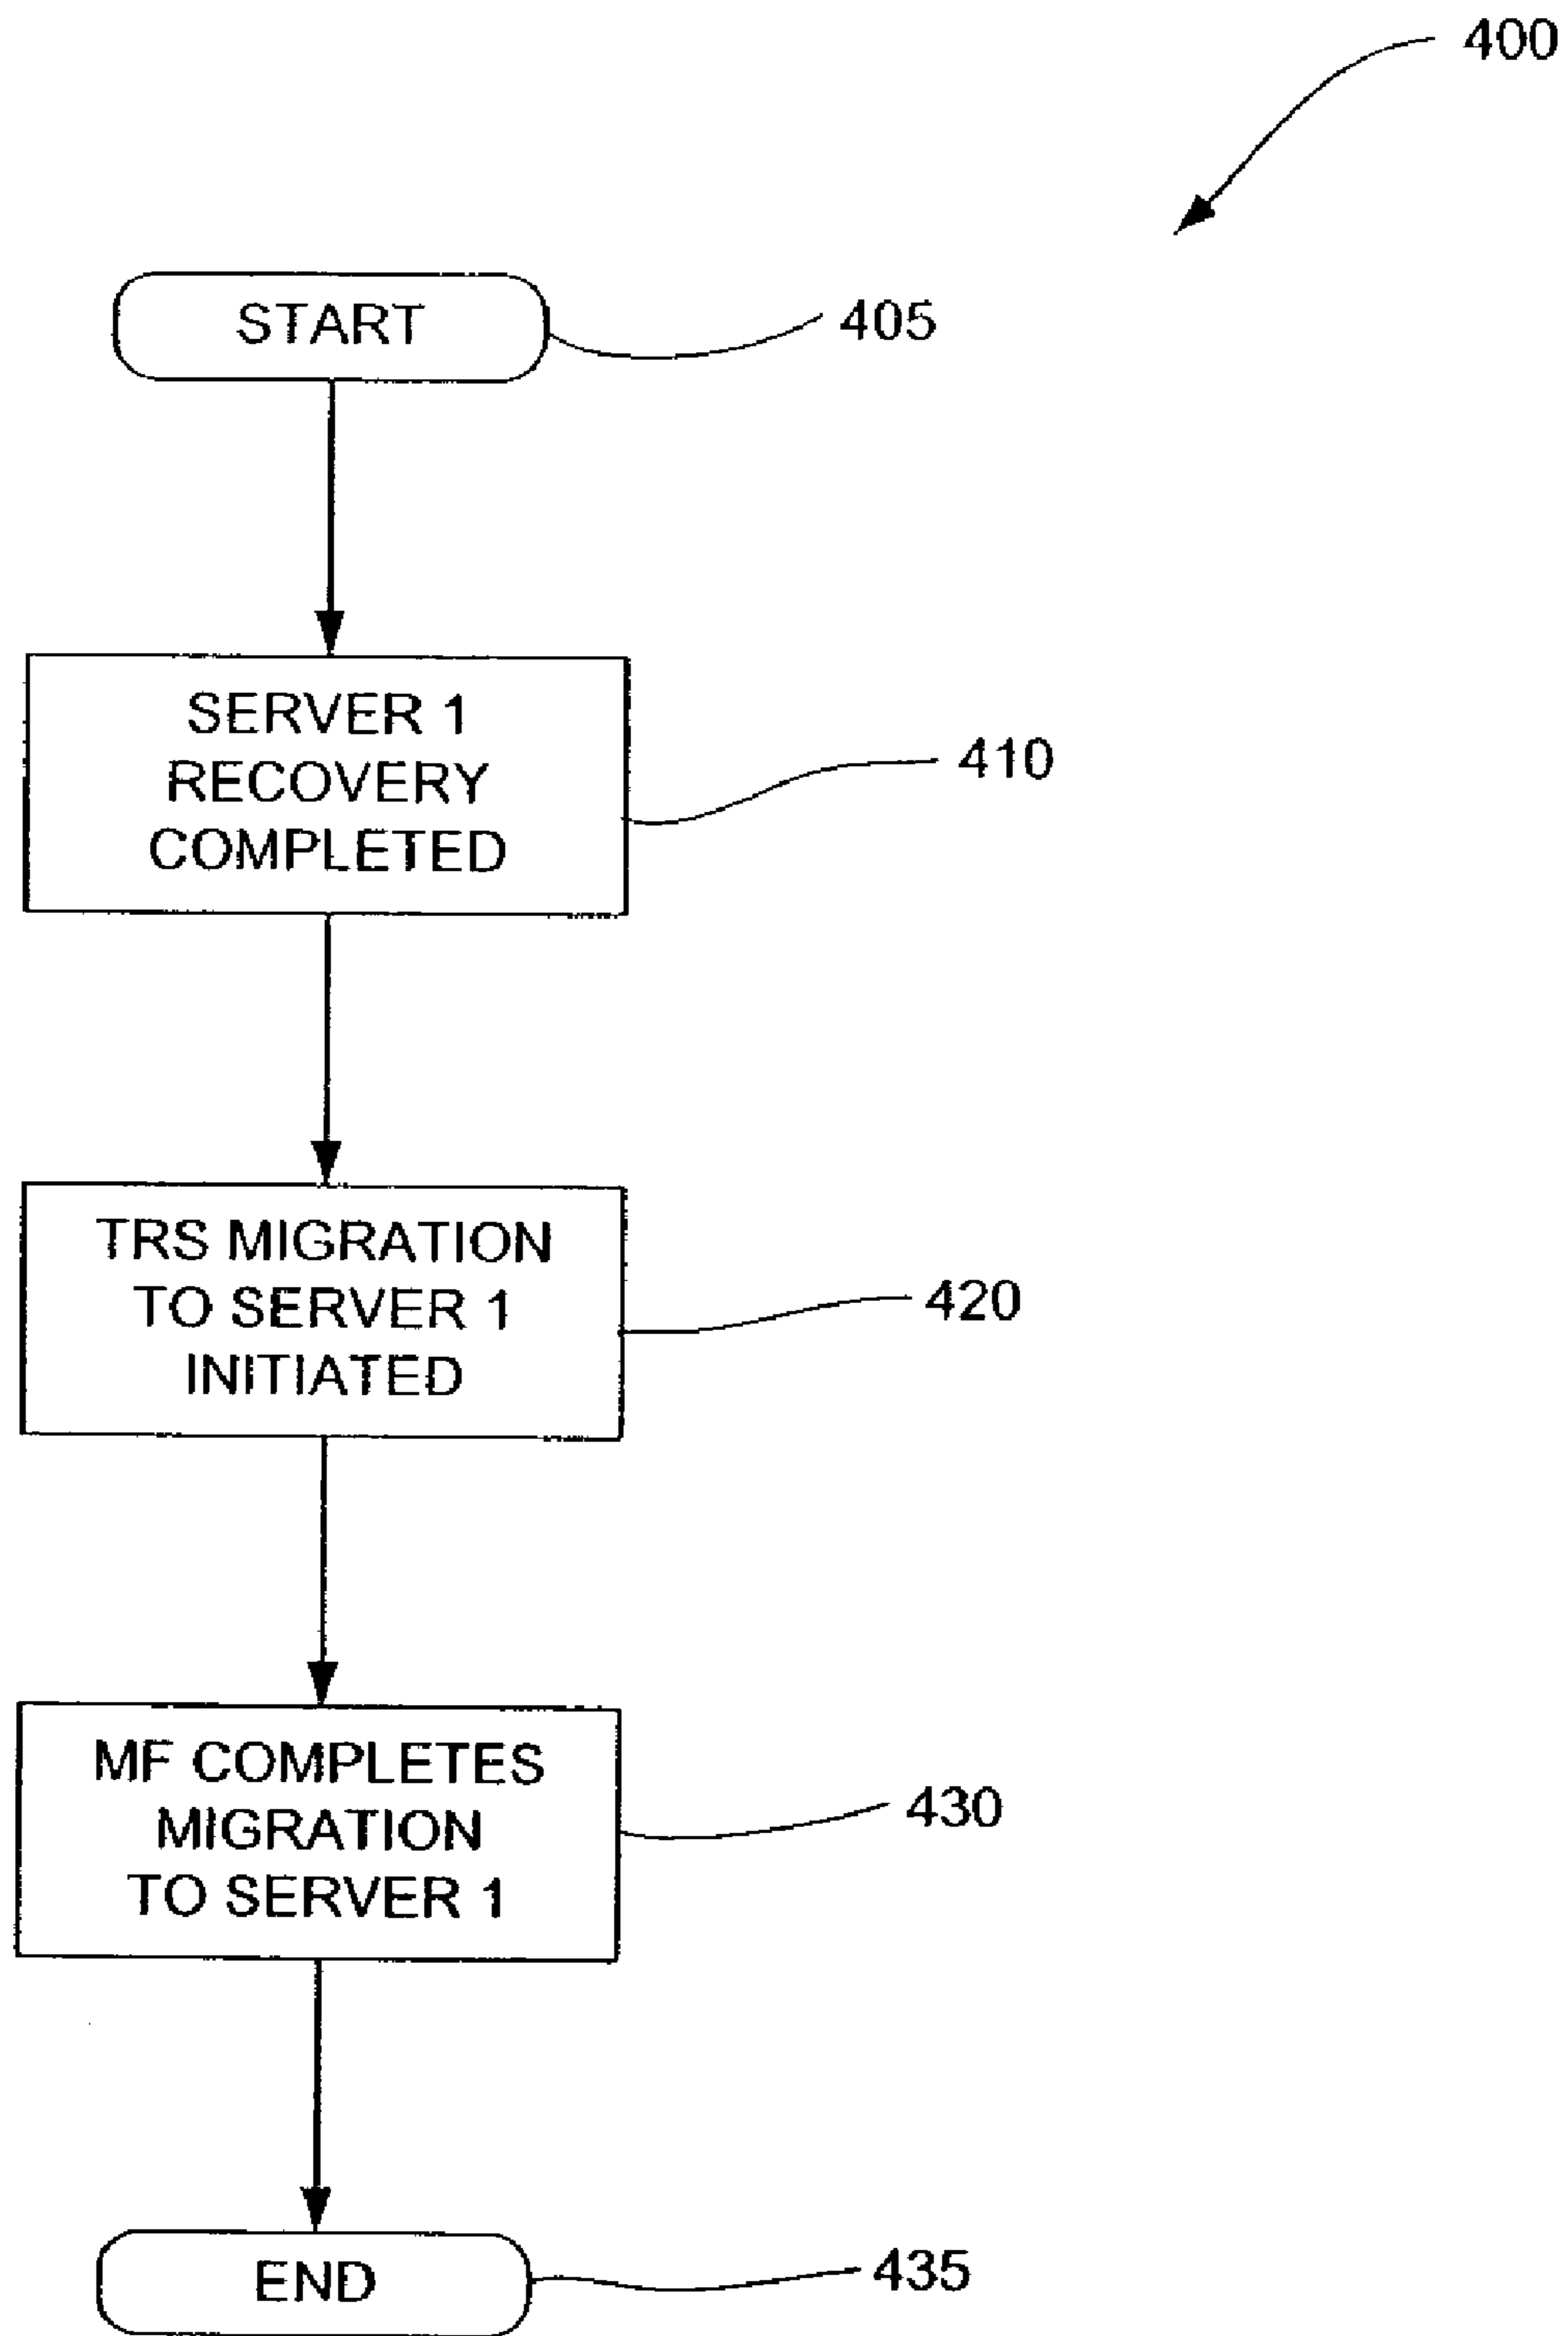 400
START
405
SERVER 1
RECOVERY
COMPLETED
410
TRS MIGRATION
TO SERVER 1
INITIATED
420
MF COMPLETES
MIGRATION
TO SERVER 1
430
END
435